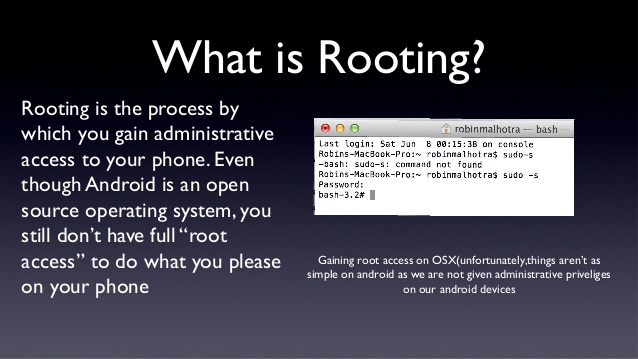 What is Rooting?
Rooting is the process by
which you gain administrative
access to your phone. Even
though Android is an open
source operating system, you
still don't have full “root
access” to do what you please
on your phone
robinmalhotra — bash —
Last login: Sat Jun  8 00:15:38 on console
Robins-MacBook-Pro:~ robinmalhotra$ sudo-s
-bash: sudo-s: command not found
Robins-MacBook-Pro:~ robinmalhotra$ sudo -s
Password:
bash-3.2#
Gaining root access on OSX(unfortunately,things aren't as
simple on android as we are not given administrative priveliges
on our android devices